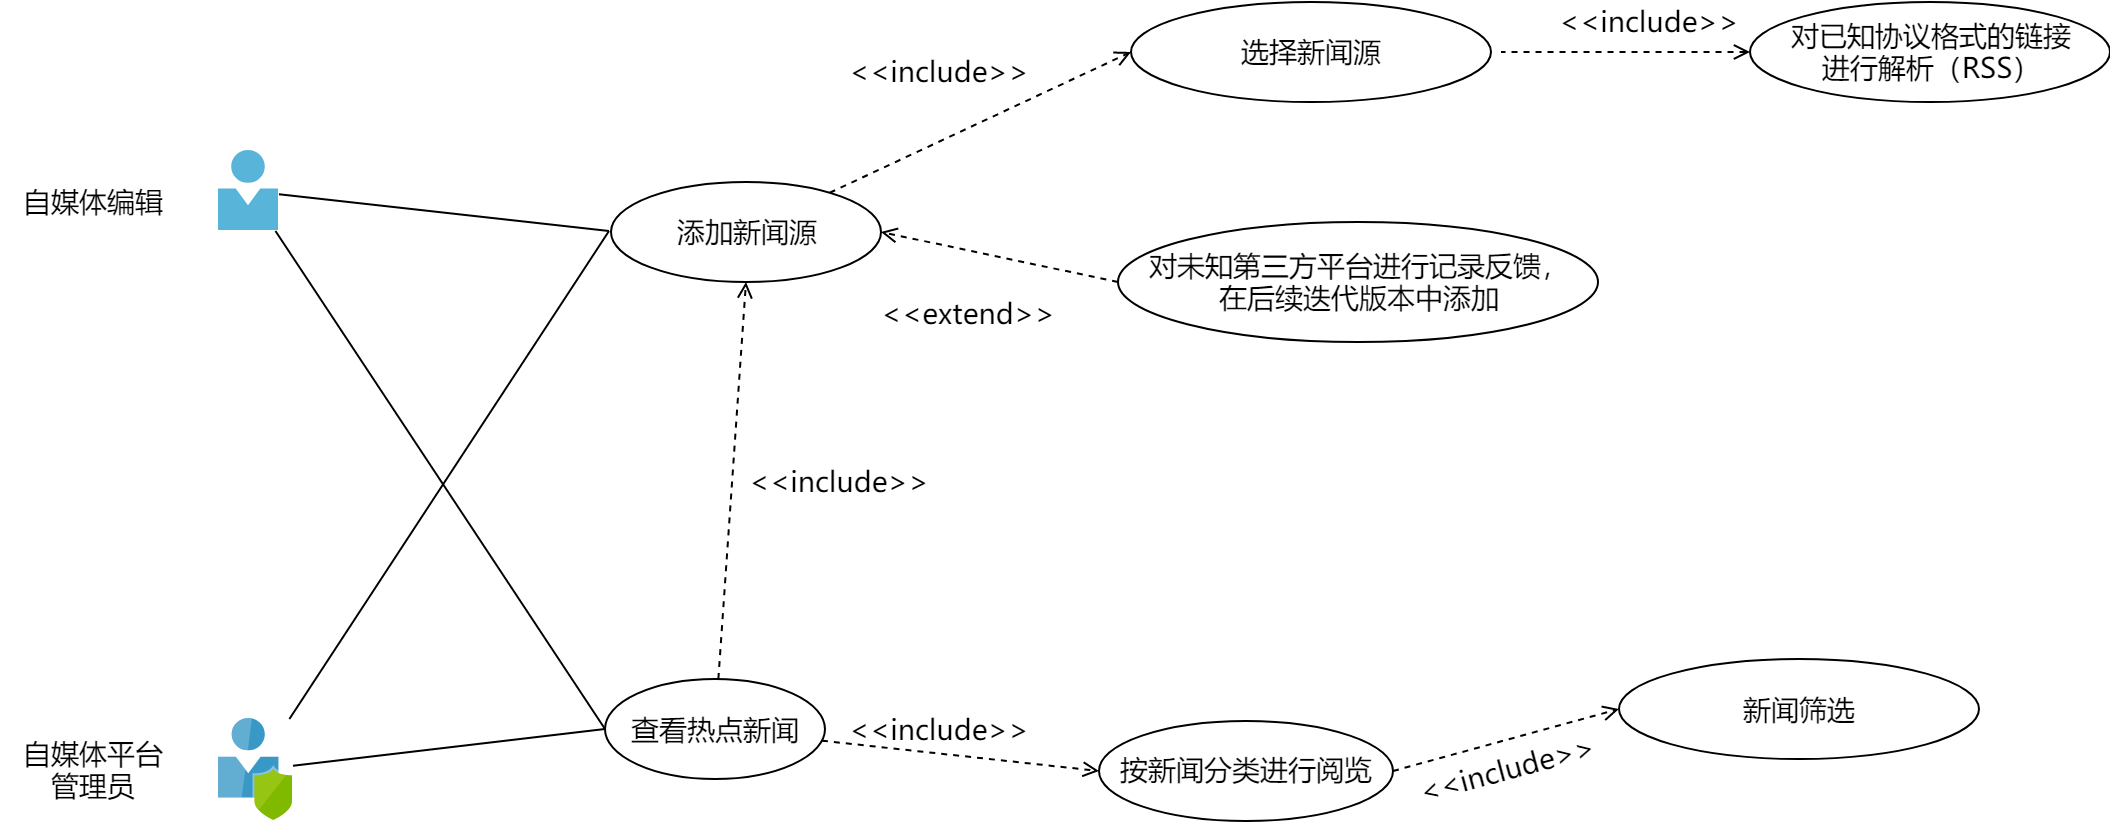 <<include>>
选择新闻源
<<include>>
对已知协议格式的链接
进行解析（RSS）
自媒体编辑
添加新闻源
对未知第三方平台进行记录反馈，
在后续迭代版本中添加
<<extend>>
<<include>>
自媒体平台
管理员
查看热点新闻
<<include>>
按新闻分类进行阅览
<<include>>
新闻筛选